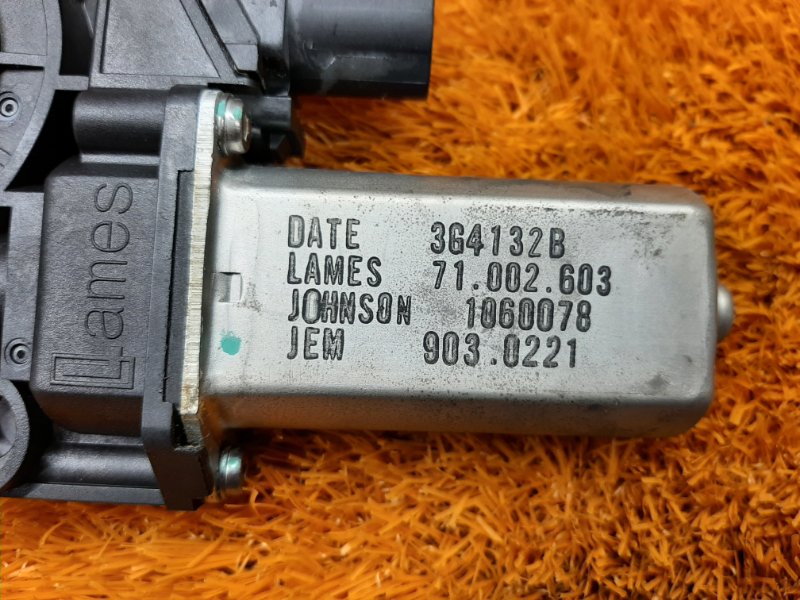 Lames
DATE 3G4132B
LAMES 71.002.603
JOHNSON 1060078
JEM 903.0221